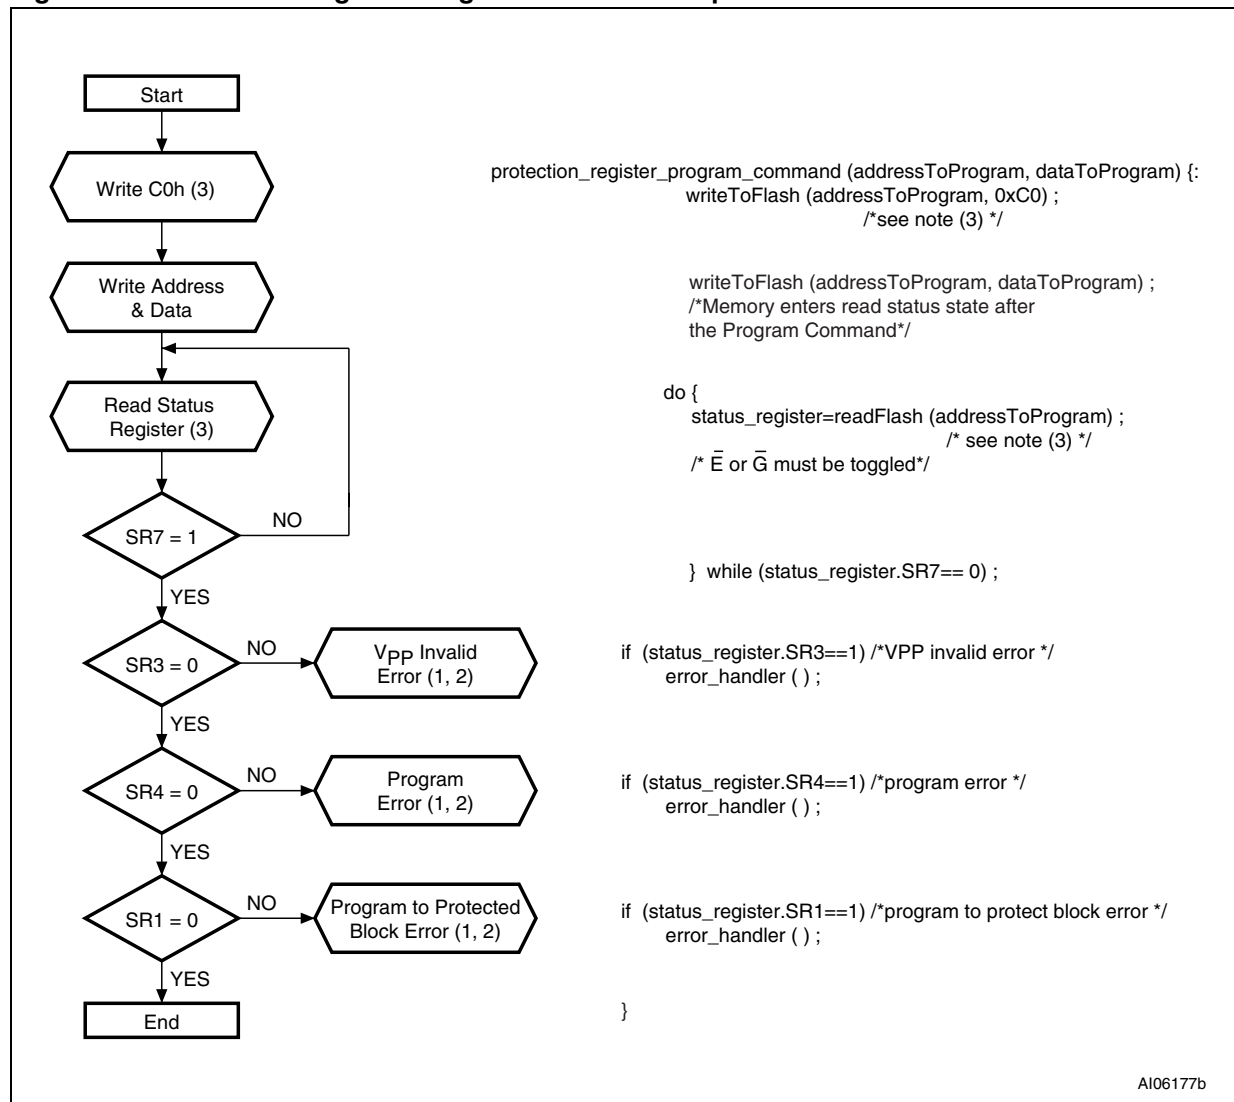 Start
Write C0h (3)
Write Address
& Data
Read Status
Register (3)
SR7 = 1
NO
YES
SR3 = 0
NO
VPP Invalid
Error (1, 2)
YES
SR4 = 0
NO
Program
Error (1, 2)
YES
SR1 = 0
NO
Program to Protected
Block Error (1, 2)
YES
End
protection_register_program_command (addressToProgram, dataToProgram) {:
writeToFlash (addressToProgram, 0xC0) ;
/*see note (3) */
writeToFlash (addressToProgram, dataToProgram) ;
/*Memory enters read status state after
the Program Command*/
do {
status_register=readFlash (addressToProgram) ;
/* see note (3) */
/* E̅ or G̅ must be toggled*/
} while (status_register.SR7== 0) ;
if (status_register.SR3==1) /*VPP invalid error */
error_handler ( ) ;
if (status_register.SR4==1) /*program error */
error_handler ( ) ;
if (status_register.SR1==1) /*program to protect block error */
error_handler ( ) ;
}
AI06177b